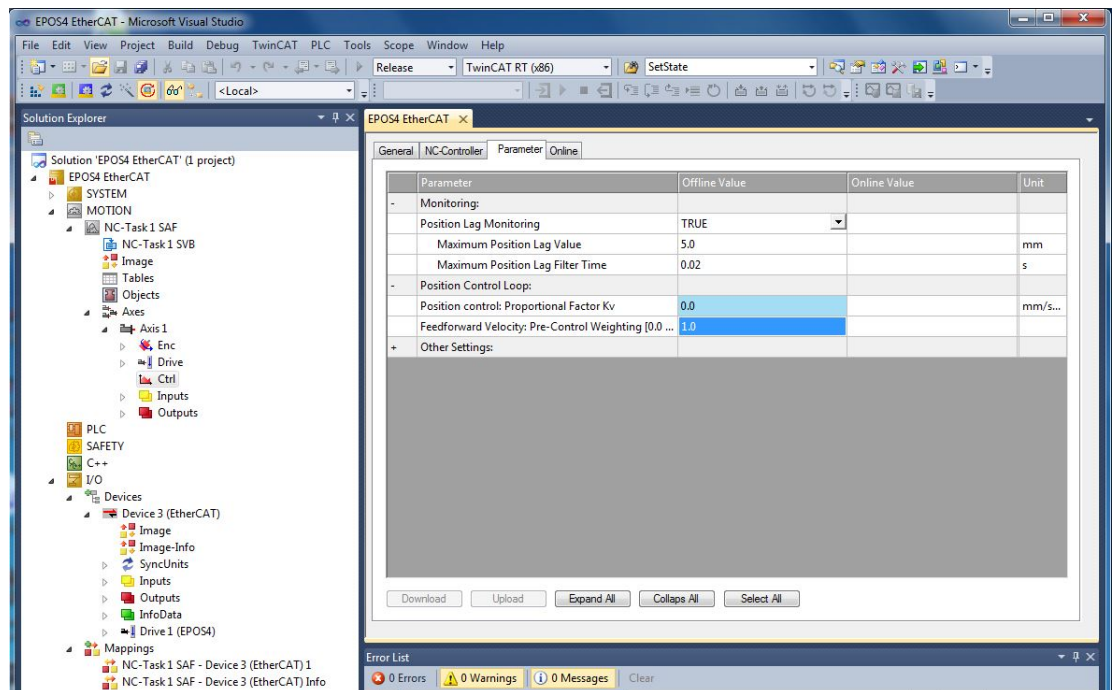 EPOS4 EtherCAT - Microsoft Visual Studio
File Edit View Project Build Debug TwinCAT PLC Tools Scope Window Help
Release TwinCAT RT (x86) SetState
<Local>
Solution Explorer
Solution 'EPOS4 EtherCAT' (1 project)
EPOS4 EtherCAT
SYSTEM
MOTION
NC-Task 1 SAF
NC-Task 1 SVB
Image
Tables
Objects
Axes
Axis 1
Enc
Drive
Ctrl
Inputs
Outputs
PLC
SAFETY
C++
I/O
Devices
Device 3 (EtherCAT)
Image
Image-Info
SyncUnits
Inputs
Outputs
InfoData
Drive 1 (EPOS4)
Mappings
NC-Task 1 SAF - Device 3 (EtherCAT) 1
NC-Task 1 SAF - Device 3 (EtherCAT) Info
EPOS4 EtherCAT
General NC-Controller Parameter Online
Parameter Offline Value Online Value Unit
- Monitoring:
Position Lag Monitoring TRUE
Maximum Position Lag Value 5.0 mm
Maximum Position Lag Filter Time 0.02 s
- Position Control Loop:
Position control: Proportional Factor Kv 0.0 mm/s...
Feedforward Velocity: Pre-Control Weighting [0.0 ... 1.0
+ Other Settings:
Download Upload Expand All Collaps All Select All
Error List
0 Errors 0 Warnings 0 Messages Clear